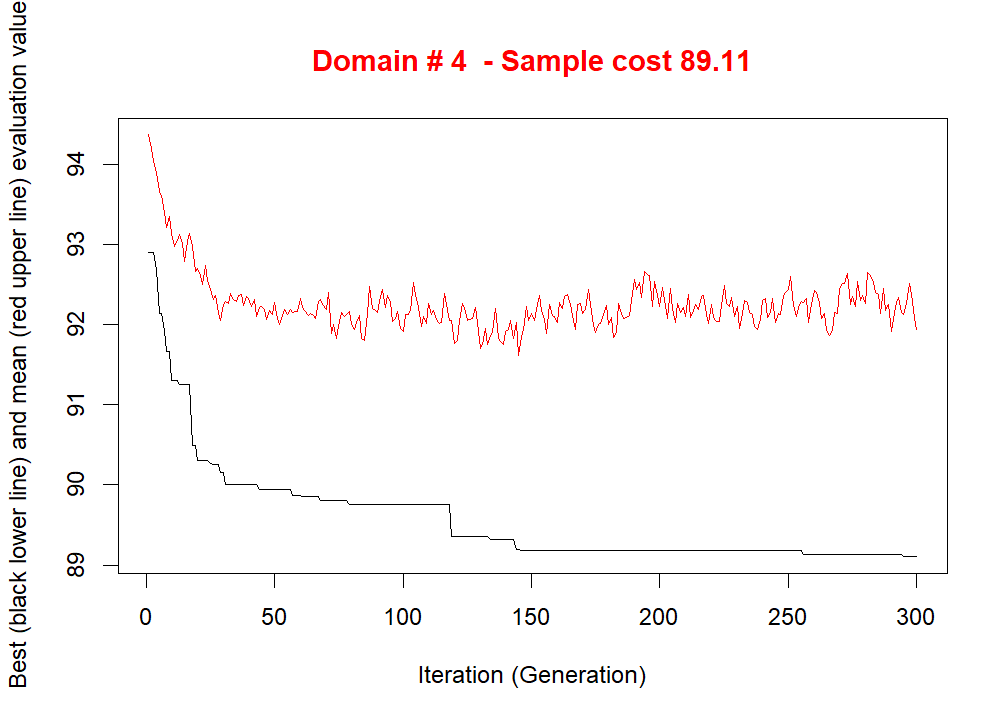 Domain # 4  - Sample cost 89.11
Best (black lower line) and mean (red upper line) evaluation value
94
93
92
91
90
89
0 50 100 150 200 250 300
Iteration (Generation)